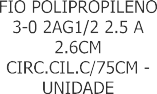 FIO POLIPROPILENO
3-0 2AG1/2 2.5 A
2.6CM
CIRC.CIL.C/75CM -
UNIDADE